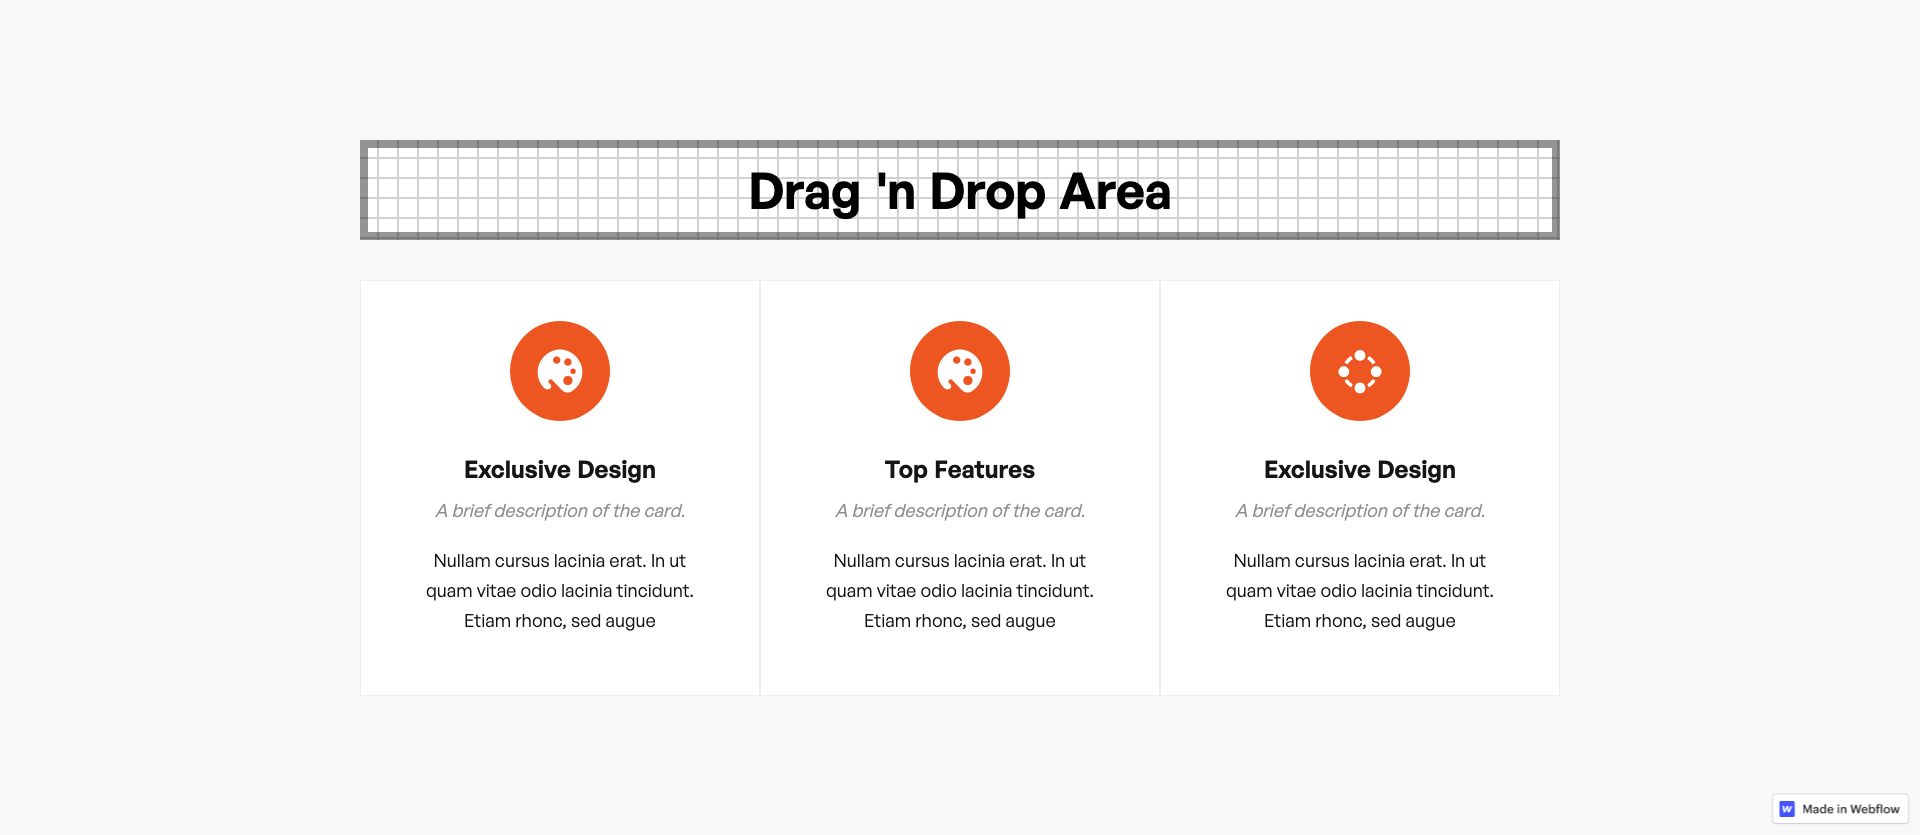 Drag 'n Drop Area
Exclusive Design
A brief description of the card.
Nullam cursus lacinia erat. In ut
quam vitae odio lacinia tincidunt.
Etiam rhonc, sed augue
Top Features
A brief description of the card.
Nullam cursus lacinia erat. In ut
quam vitae odio lacinia tincidunt.
Etiam rhonc, sed augue
Exclusive Design
A brief description of the card.
Nullam cursus lacinia erat. In ut
quam vitae odio lacinia tincidunt.
Etiam rhonc, sed augue
Made in Webflow